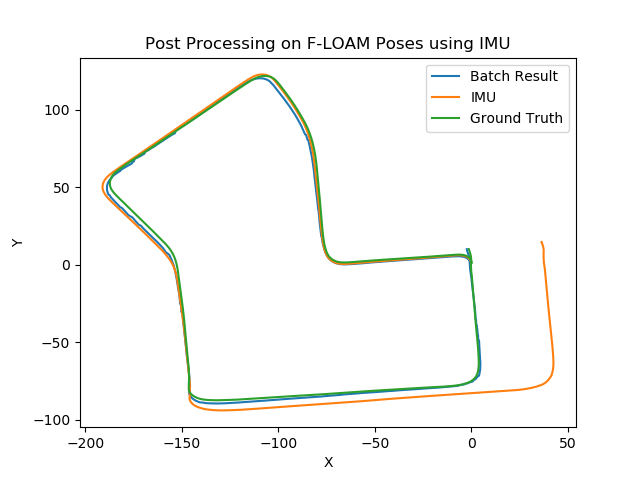 Post Processing on F-LOAM Poses using IMU
Batch Result
IMU
Ground Truth
100
50
0
−50
−100
Y
−200
−150
−100
−50
0
50
X